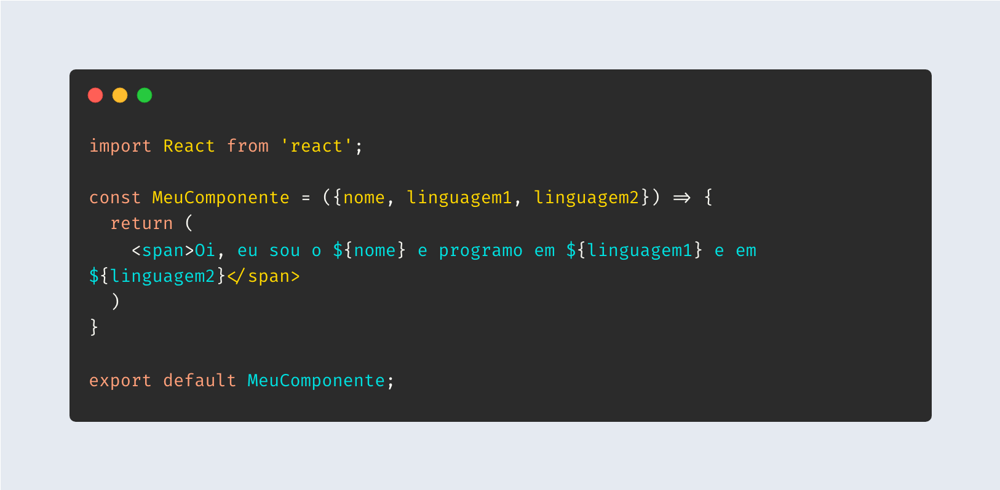 import React from 'react';
const MeuComponente = ({nome, linguagem1, linguagem2}) => {
  return (
    <span>Oi, eu sou o ${nome} e programo em ${linguagem1} e em
${linguagem2}</span>
  )
}
export default MeuComponente;